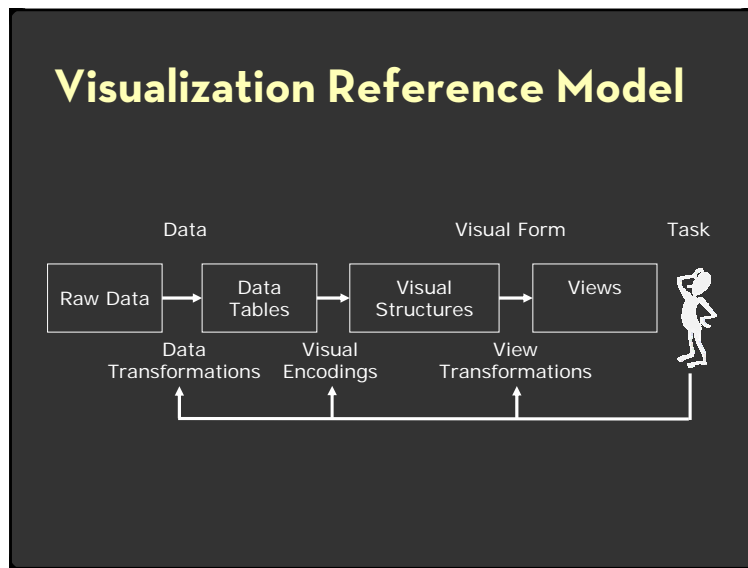 Visualization Reference Model
Data
Visual Form
Task
Raw Data
Data
Tables
Visual
Structures
Views
Data
Transformations
Visual
Encodings
View
Transformations